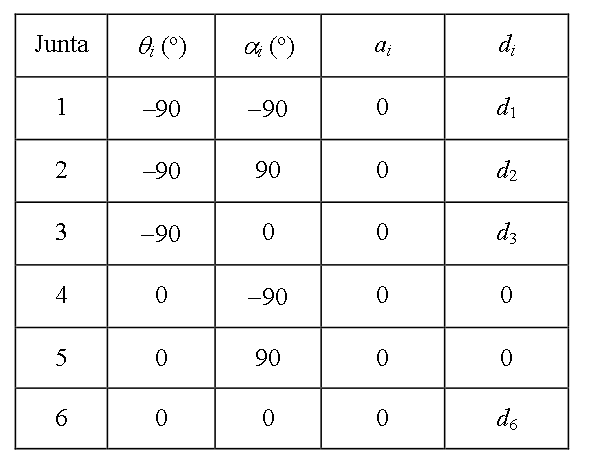 Junta θi (°) αi (°) ai di
1 –90 –90 0 d1
2 –90 90 0 d2
3 –90 0 0 d3
4 0 –90 0 0
5 0 90 0 0
6 0 0 0 d6